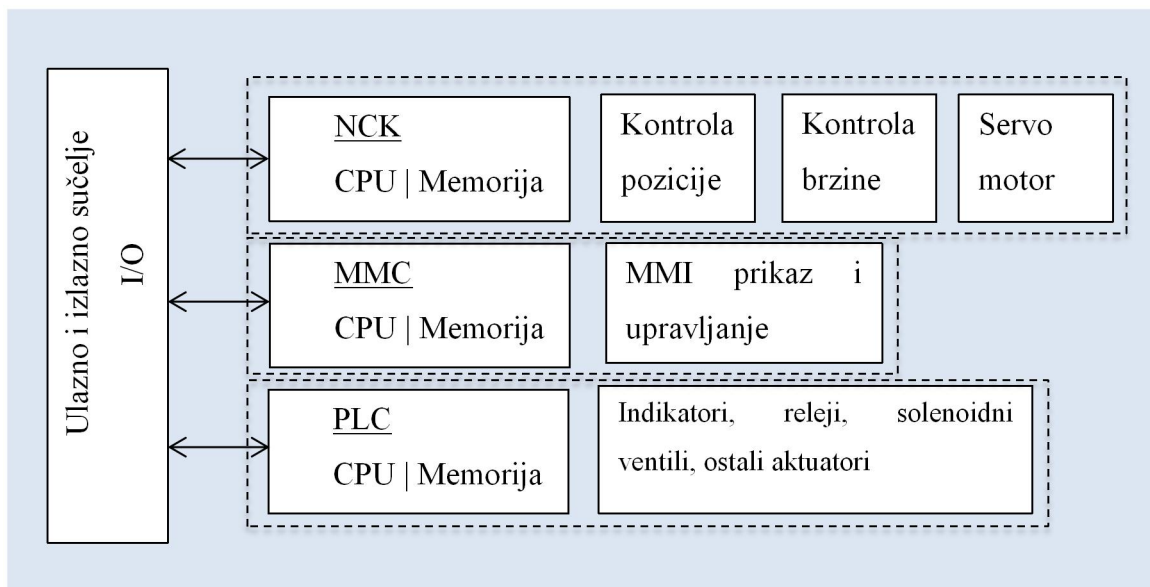 Ulazno i izlazno sučelje
I/O
NCK
CPU | Memorija
Kontrola
pozicije
Kontrola
brzine
Servo
motor
MMC
CPU | Memorija
MMI prikaz i
upravljanje
PLC
CPU | Memorija
Indikatori, releji, solenoidni
ventili, ostali aktuatori